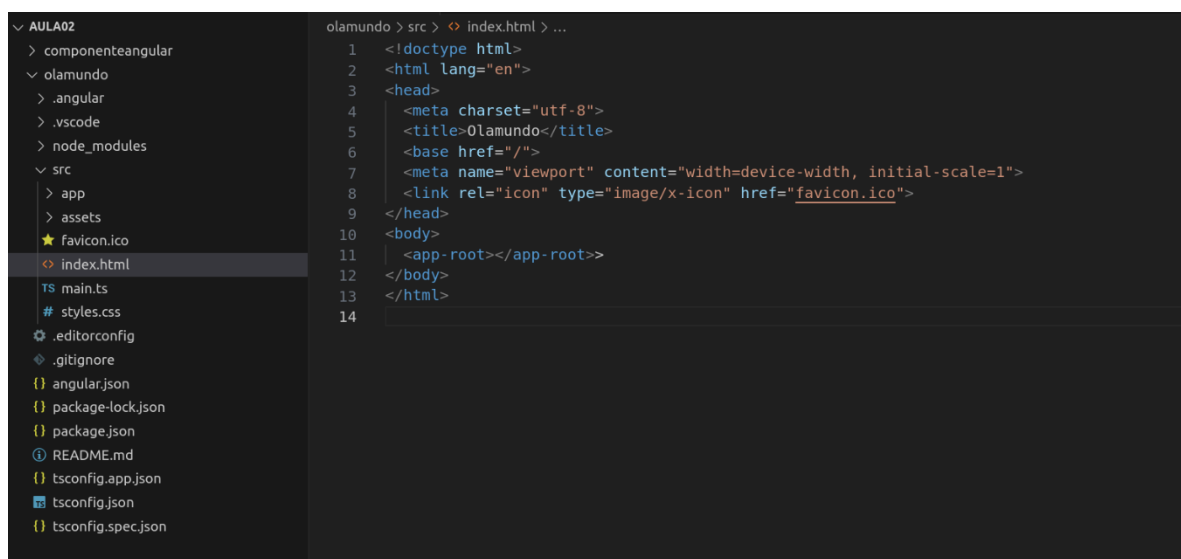 AULA02
componenteangular
olamundo
.angular
.vscode
node_modules
src
app
assets
favicon.ico
index.html
TS main.ts
# styles.css
.editorconfig
.gitignore
{} angular.json
{} package-lock.json
{} package.json
README.md
{} tsconfig.app.json
TS tsconfig.json
{} tsconfig.spec.json
olamundo > src > <> index.html > ...
1 <!doctype html>
2 <html lang="en">
3 <head>
4 <meta charset="utf-8">
5 <title>Olamundo</title>
6 <base href="/">
7 <meta name="viewport" content="width=device-width, initial-scale=1">
8 <link rel="icon" type="image/x-icon" href="favicon.ico">
9 </head>
10 <body>
11 <app-root></app-root>>
12 </body>
13 </html>
14